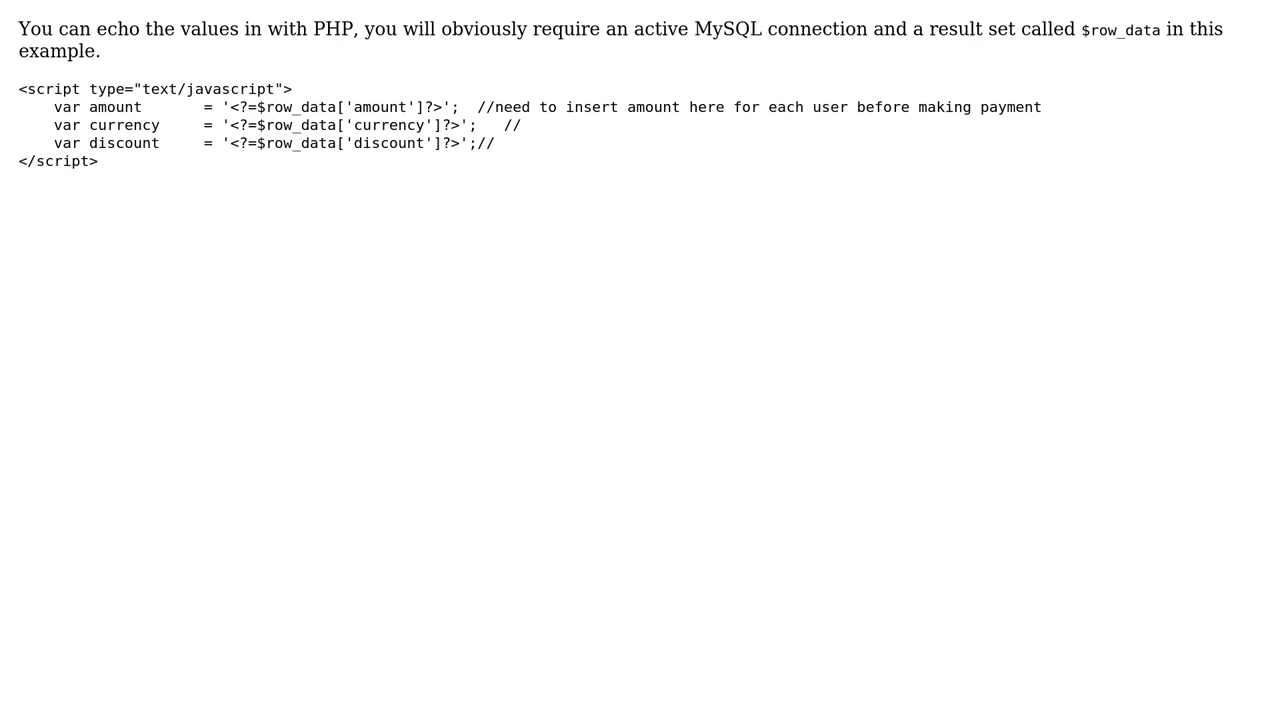 You can echo the values in with PHP, you will obviously require an active MySQL connection and a result set called $row_data in this
example.
<script type="text/javascript">
    var amount       = '<?=$row_data['amount']?>';  //need to insert amount here for each user before making payment
    var currency     = '<?=$row_data['currency']?>';   //
    var discount     = '<?=$row_data['discount']?>';//
</script>